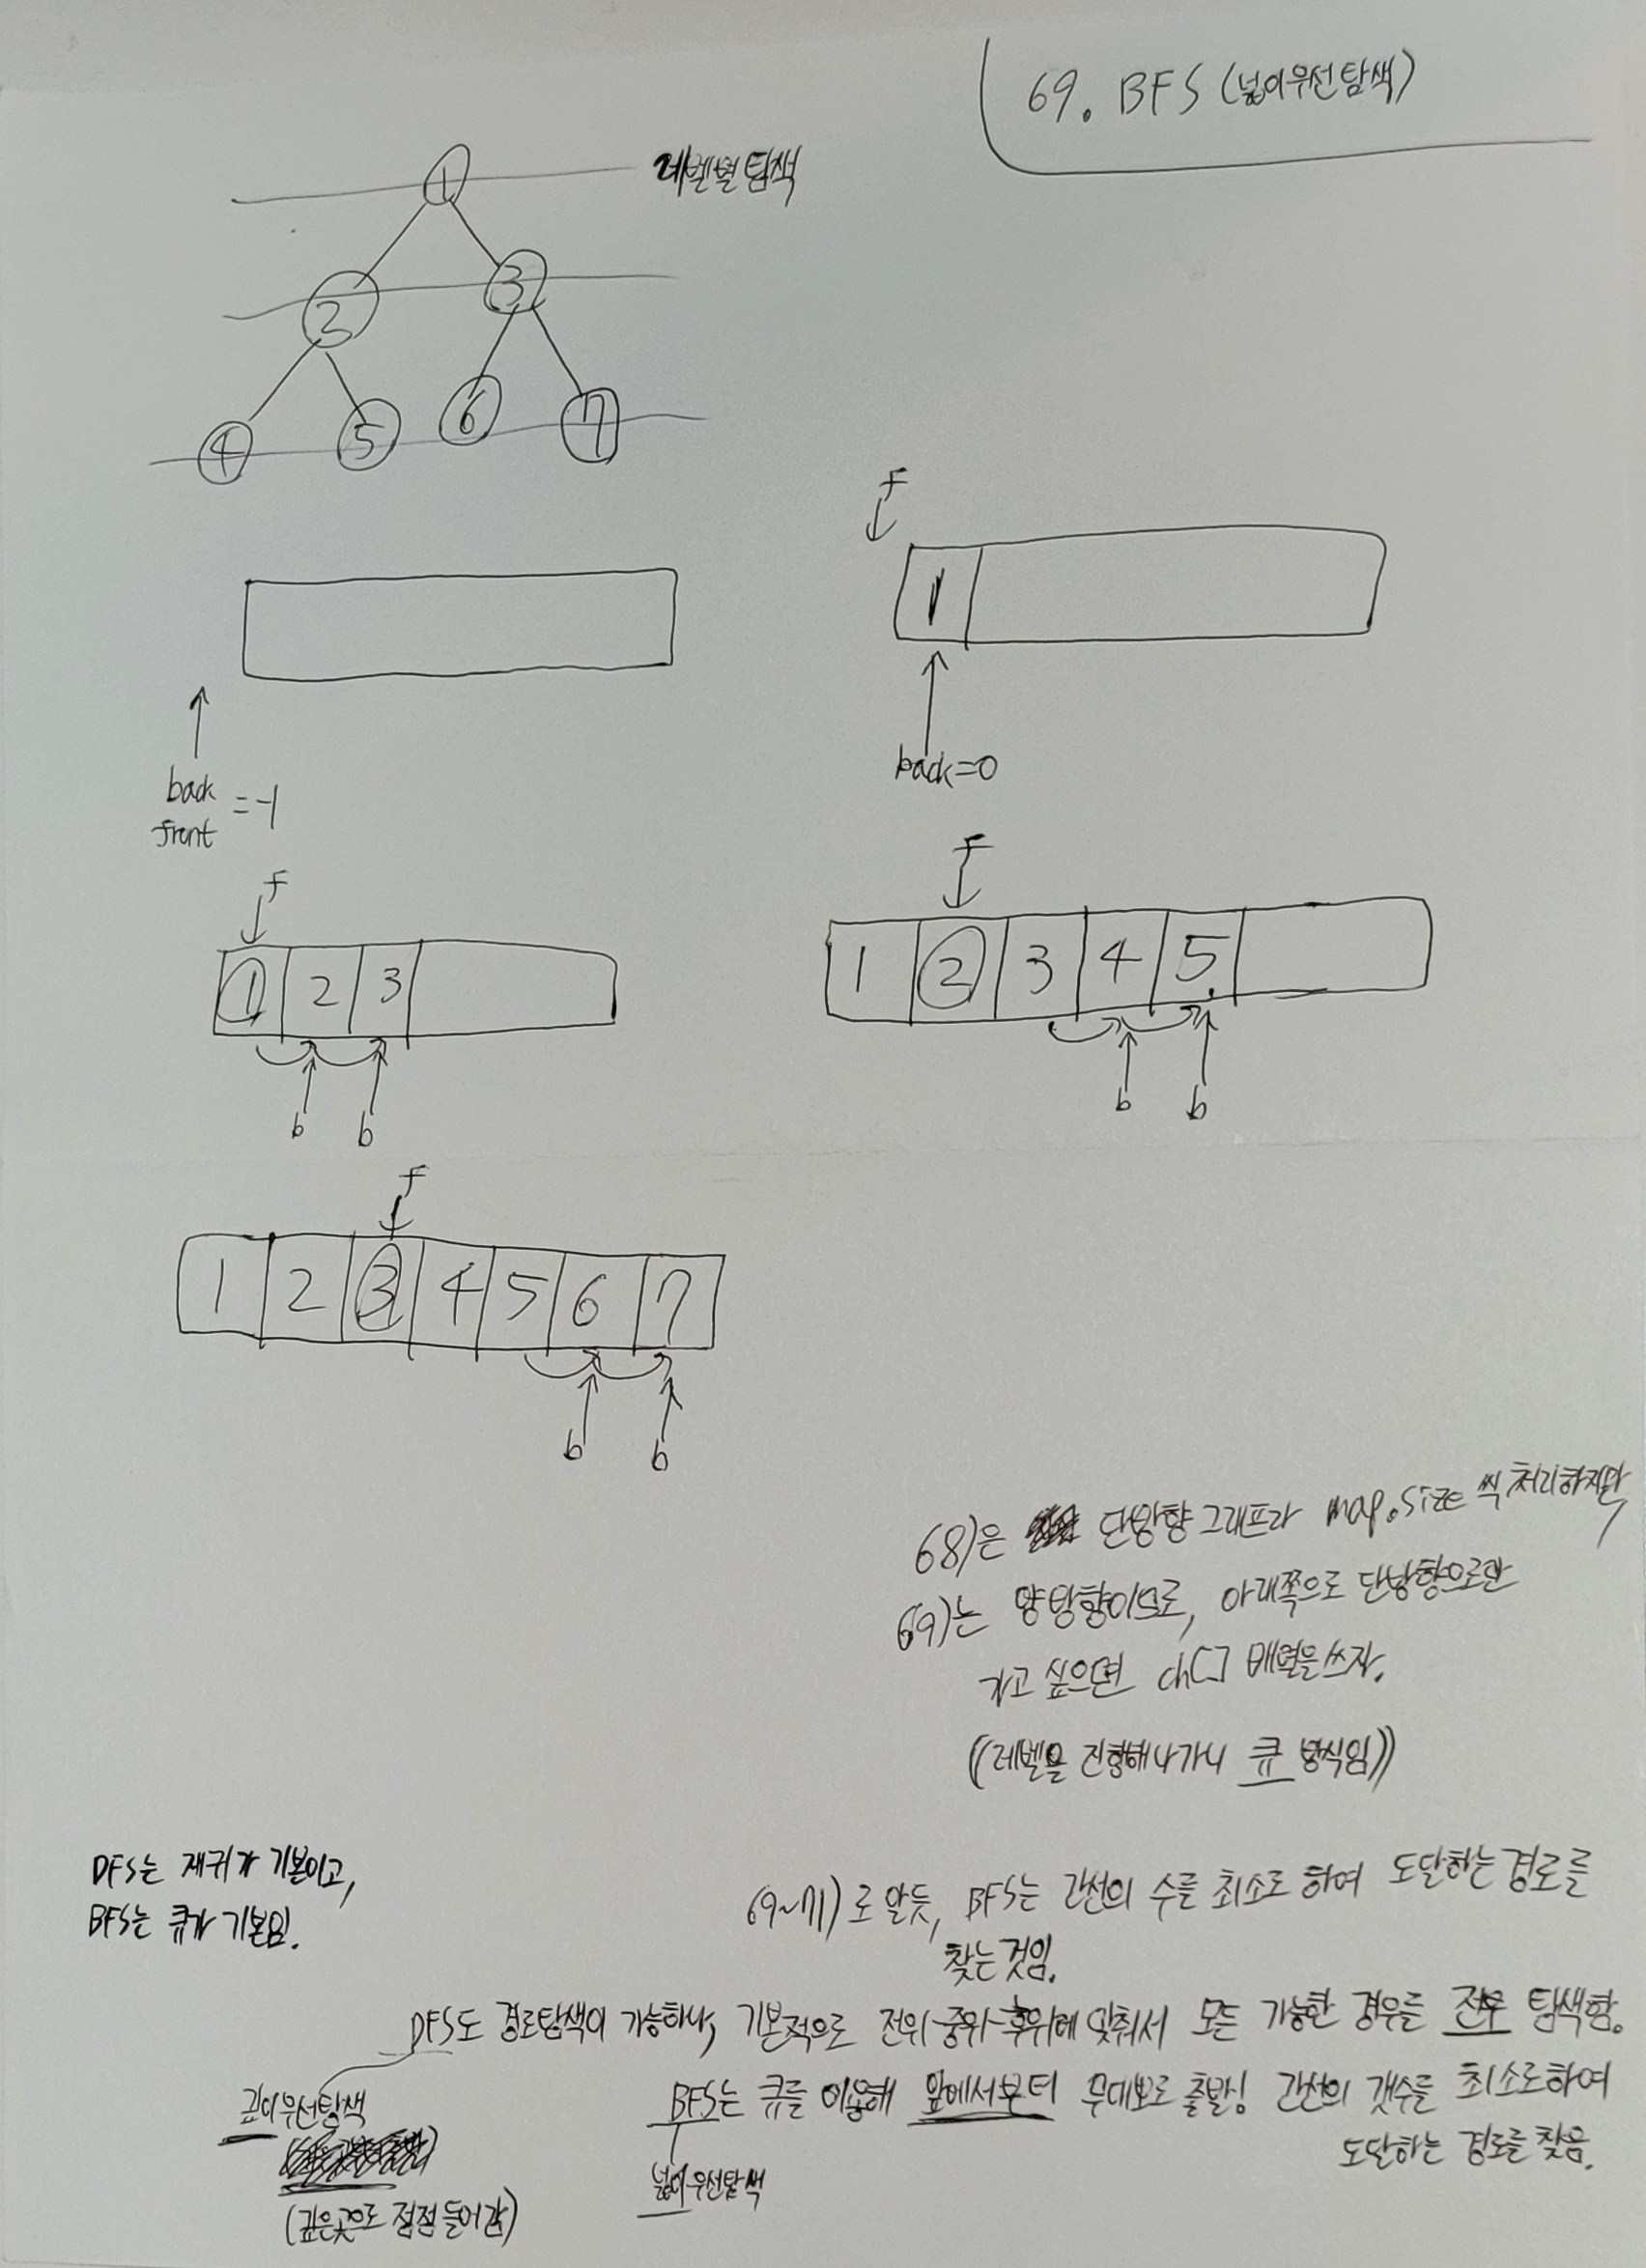 69. BFS (넓이우선탐색)
레벨별 탐색
1
2 3
4 5 6 7
back
front = -1
f
1
back=0
f
1 2 3
b b
f
1 2 3 4 5
b b
f
1 2 3 4 5 6 7
b b
68)은 단방향 그래프라 map.size 씩 처리하지만,
69)는 양방향이므로, 아래쪽으로 단방향으로만
가고 싶으면 ch[] 배열을 쓰자.
((레벨을 진행해나가니 큐 방식임))
DFS는 재귀가 기본이고,
BFS는 큐가 기본임.
69~71)로 알듯, BFS는 간선의 수를 최소로 하여 도달하는 경로를
찾는 것임.
DFS도 경로탐색이 가능하나, 기본적으로 전위-중위-후위에 맞춰서 모든 가능한 경우를 전부 탐색함.
깊이우선탐색
(깊은곳으로 점점 들어감)
BFS는 큐를 이용해 앞에서부터 무대뽀로 출발싱 간선의 갯수를 최소로하여
도달하는 경로를 찾음.
넓이우선탐색